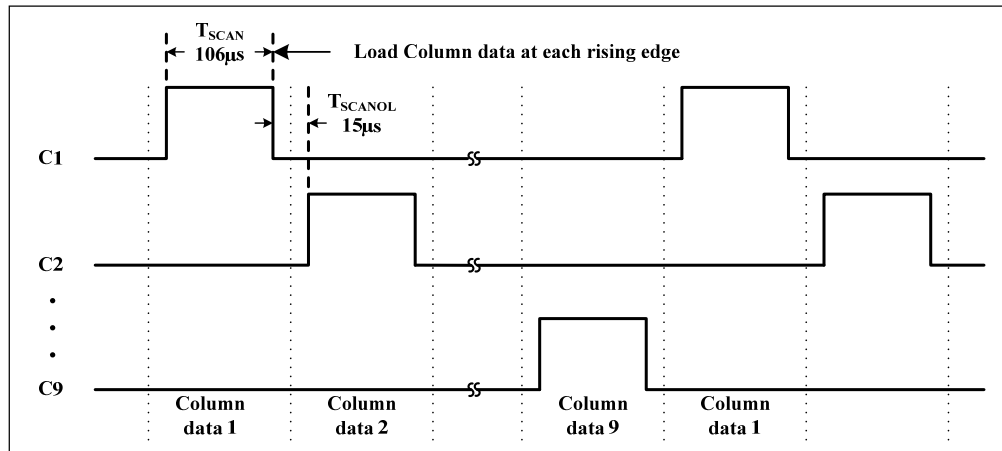 TSCAN
106µs
Load Column data at each rising edge
TSCANOL
15µs
C1
C2
C9
Column data 1
Column data 2
Column data 9
Column data 1